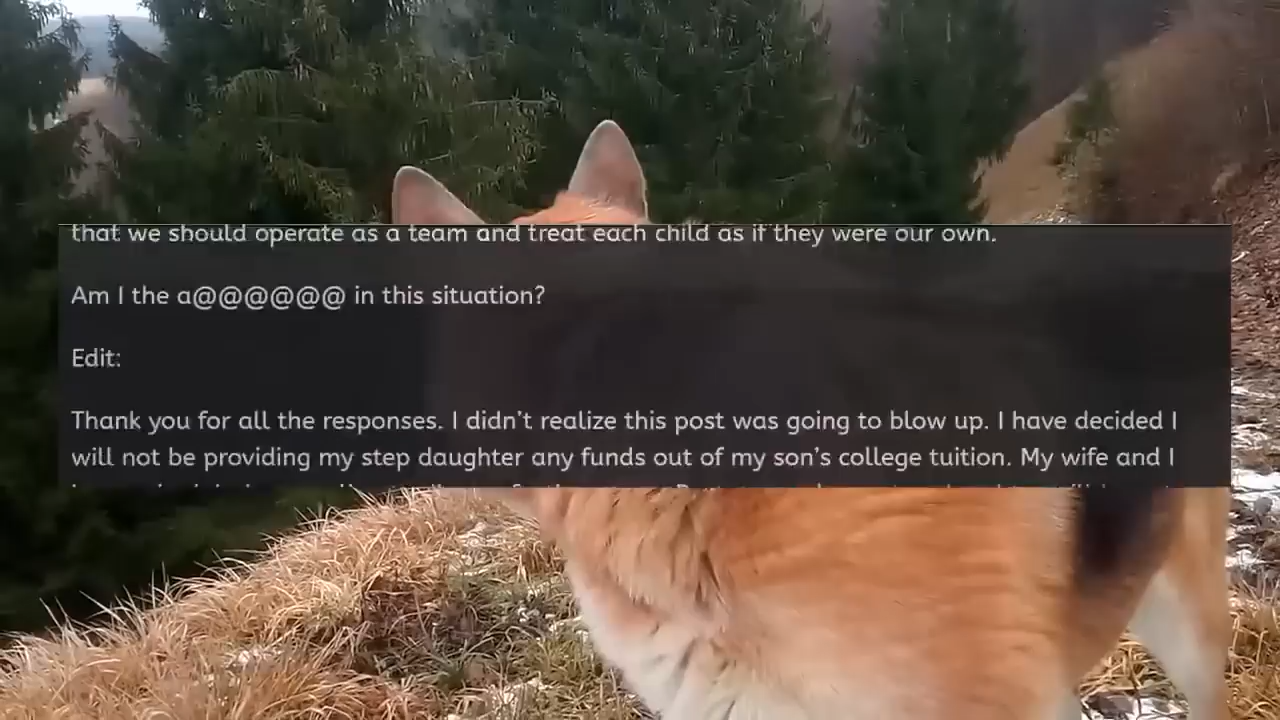 that we should operate as a team and treat each child as if they were our own.
Am I the a@@@@@@ in this situation?
Edit:
Thank you for all the responses. I didn't realize this post was going to blow up. I have decided I
will not be providing my step daughter any funds out of my son's college tuition. My wife and I